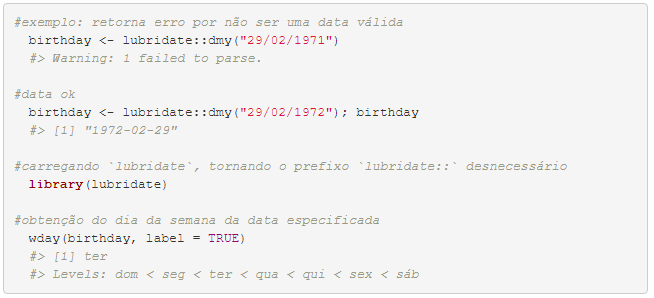 #exemplo: retorna erro por não ser uma data válida
birthday <- lubridate::dmy("29/02/1971")
#> Warning: 1 failed to parse.
#data ok
birthday <- lubridate::dmy("29/02/1972"); birthday
#> [1] "1972-02-29"
#carregando `lubridate`, tornando o prefixo `lubridate::` desnecessário
library(lubridate)
#obtenção do dia da semana da data especificada
wday(birthday, label = TRUE)
#> [1] ter
#> Levels: dom < seg < ter < qua < qui < sex < sáb